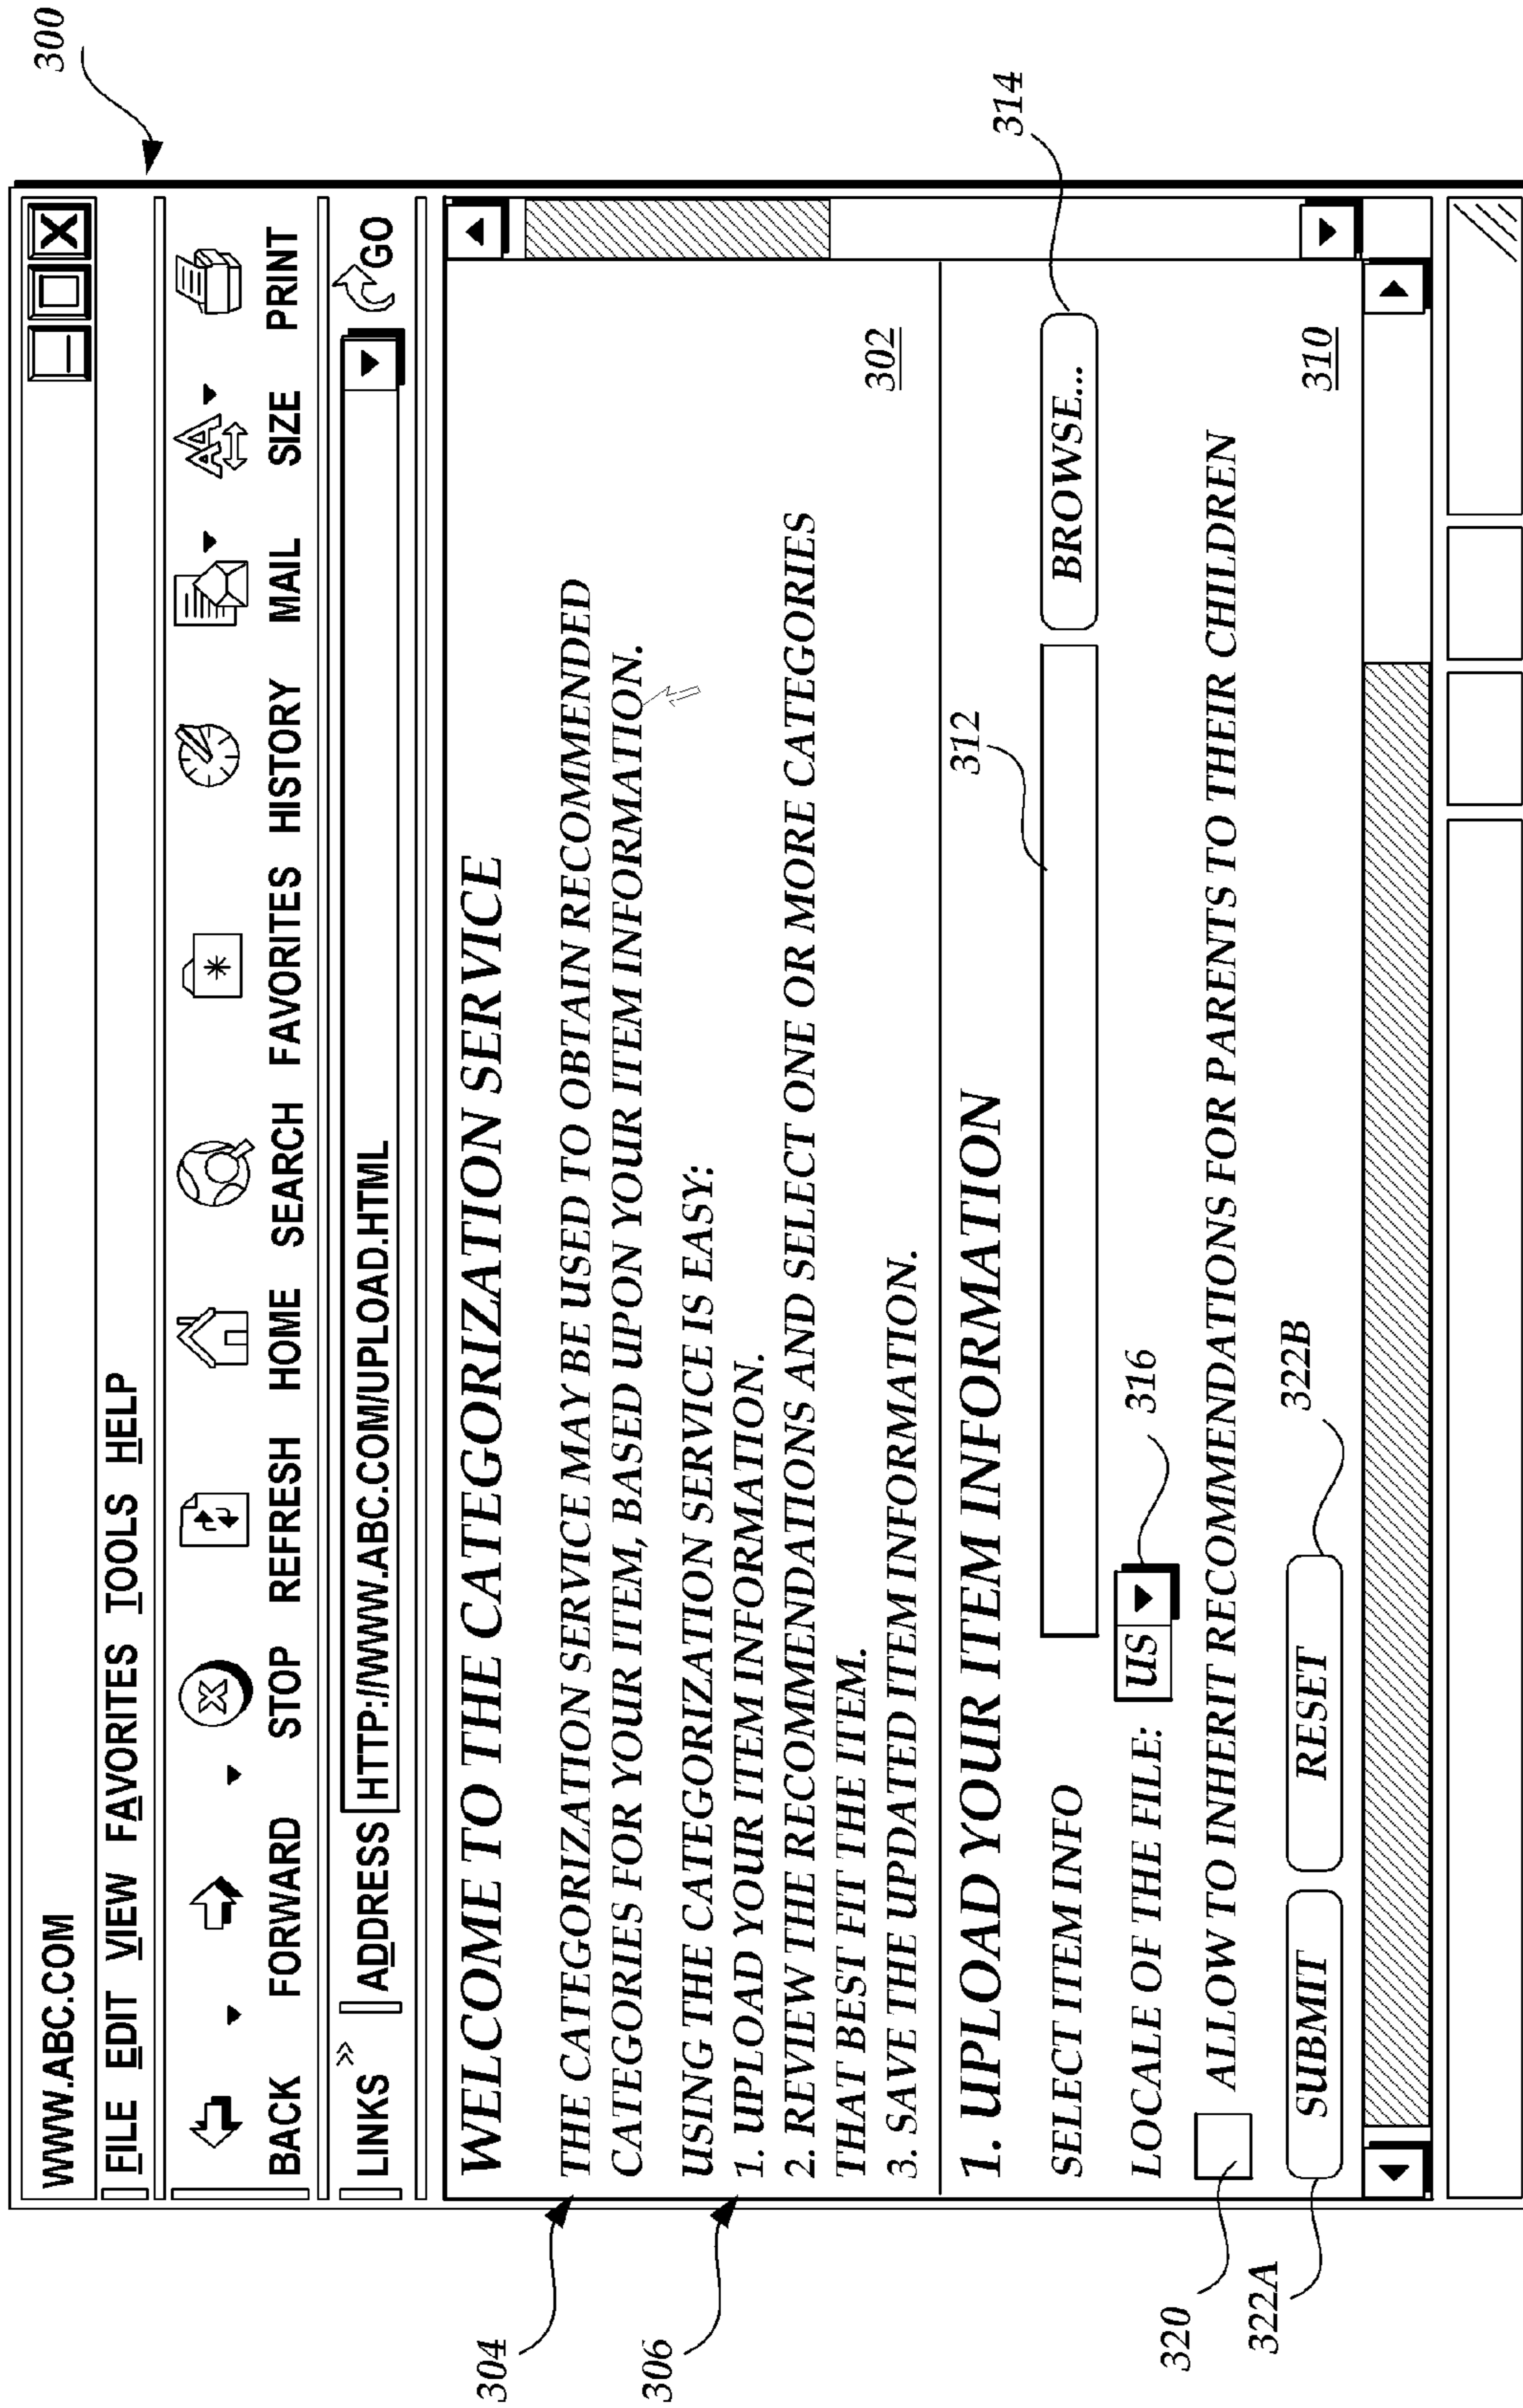 300
WWW.ABC.COM
FILE EDIT VIEW FAVORITES TOOLS HELP
BACK FORWARD STOP REFRESH HOME SEARCH FAVORITES HISTORY MAIL SIZE PRINT
LINKS » ADDRESS HTTP://WWW.ABC.COM/UPLOAD.HTML GO
WELCOME TO THE CATEGORIZATION SERVICE
304
THE CATEGORIZATION SERVICE MAY BE USED TO OBTAIN RECOMMENDED
CATEGORIES FOR YOUR ITEM, BASED UPON YOUR ITEM INFORMATION.
USING THE CATEGORIZATION SERVICE IS EASY:
306
1. UPLOAD YOUR ITEM INFORMATION.
2. REVIEW THE RECOMMENDATIONS AND SELECT ONE OR MORE CATEGORIES
THAT BEST FIT THE ITEM.
3. SAVE THE UPDATED ITEM INFORMATION.
302
1. UPLOAD YOUR ITEM INFORMATION
312
314
SELECT ITEM INFO BROWSE...
LOCALE OF THE FILE: US 316
ALLOW TO INHERIT RECOMMENDATIONS FOR PARENTS TO THEIR CHILDREN
320
322B
SUBMIT RESET 310
322A